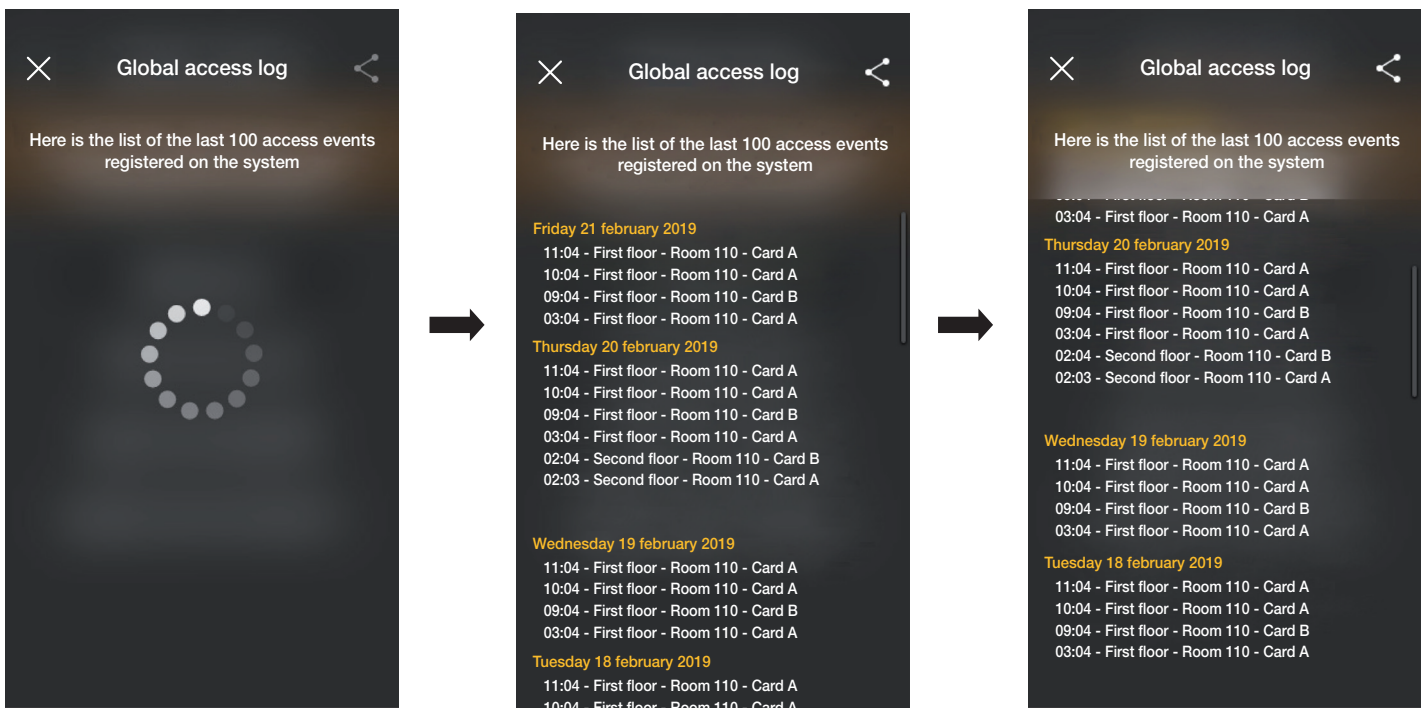 Global access log
Here is the list of the last 100 access events
registered on the system
Global access log
Here is the list of the last 100 access events
registered on the system
Friday 21 february 2019
11:04 - First floor - Room 110 - Card A
10:04 - First floor - Room 110 - Card A
09:04 - First floor - Room 110 - Card B
03:04 - First floor - Room 110 - Card A
Thursday 20 february 2019
11:04 - First floor - Room 110 - Card A
10:04 - First floor - Room 110 - Card A
09:04 - First floor - Room 110 - Card B
03:04 - First floor - Room 110 - Card A
02:04 - Second floor - Room 110 - Card B
02:03 - Second floor - Room 110 - Card A
Wednesday 19 february 2019
11:04 - First floor - Room 110 - Card A
10:04 - First floor - Room 110 - Card A
09:04 - First floor - Room 110 - Card B
03:04 - First floor - Room 110 - Card A
Tuesday 18 february 2019
11:04 - First floor - Room 110 - Card A
10:04 - First floor - Room 110 - Card A
Global access log
Here is the list of the last 100 access events
registered on the system
03:04 - First floor - Room 110 - Card A
Thursday 20 february 2019
11:04 - First floor - Room 110 - Card A
10:04 - First floor - Room 110 - Card A
09:04 - First floor - Room 110 - Card B
03:04 - First floor - Room 110 - Card A
02:04 - Second floor - Room 110 - Card B
02:03 - Second floor - Room 110 - Card A
Wednesday 19 february 2019
11:04 - First floor - Room 110 - Card A
10:04 - First floor - Room 110 - Card A
09:04 - First floor - Room 110 - Card B
03:04 - First floor - Room 110 - Card A
Tuesday 18 february 2019
11:04 - First floor - Room 110 - Card A
10:04 - First floor - Room 110 - Card A
09:04 - First floor - Room 110 - Card B
03:04 - First floor - Room 110 - Card A